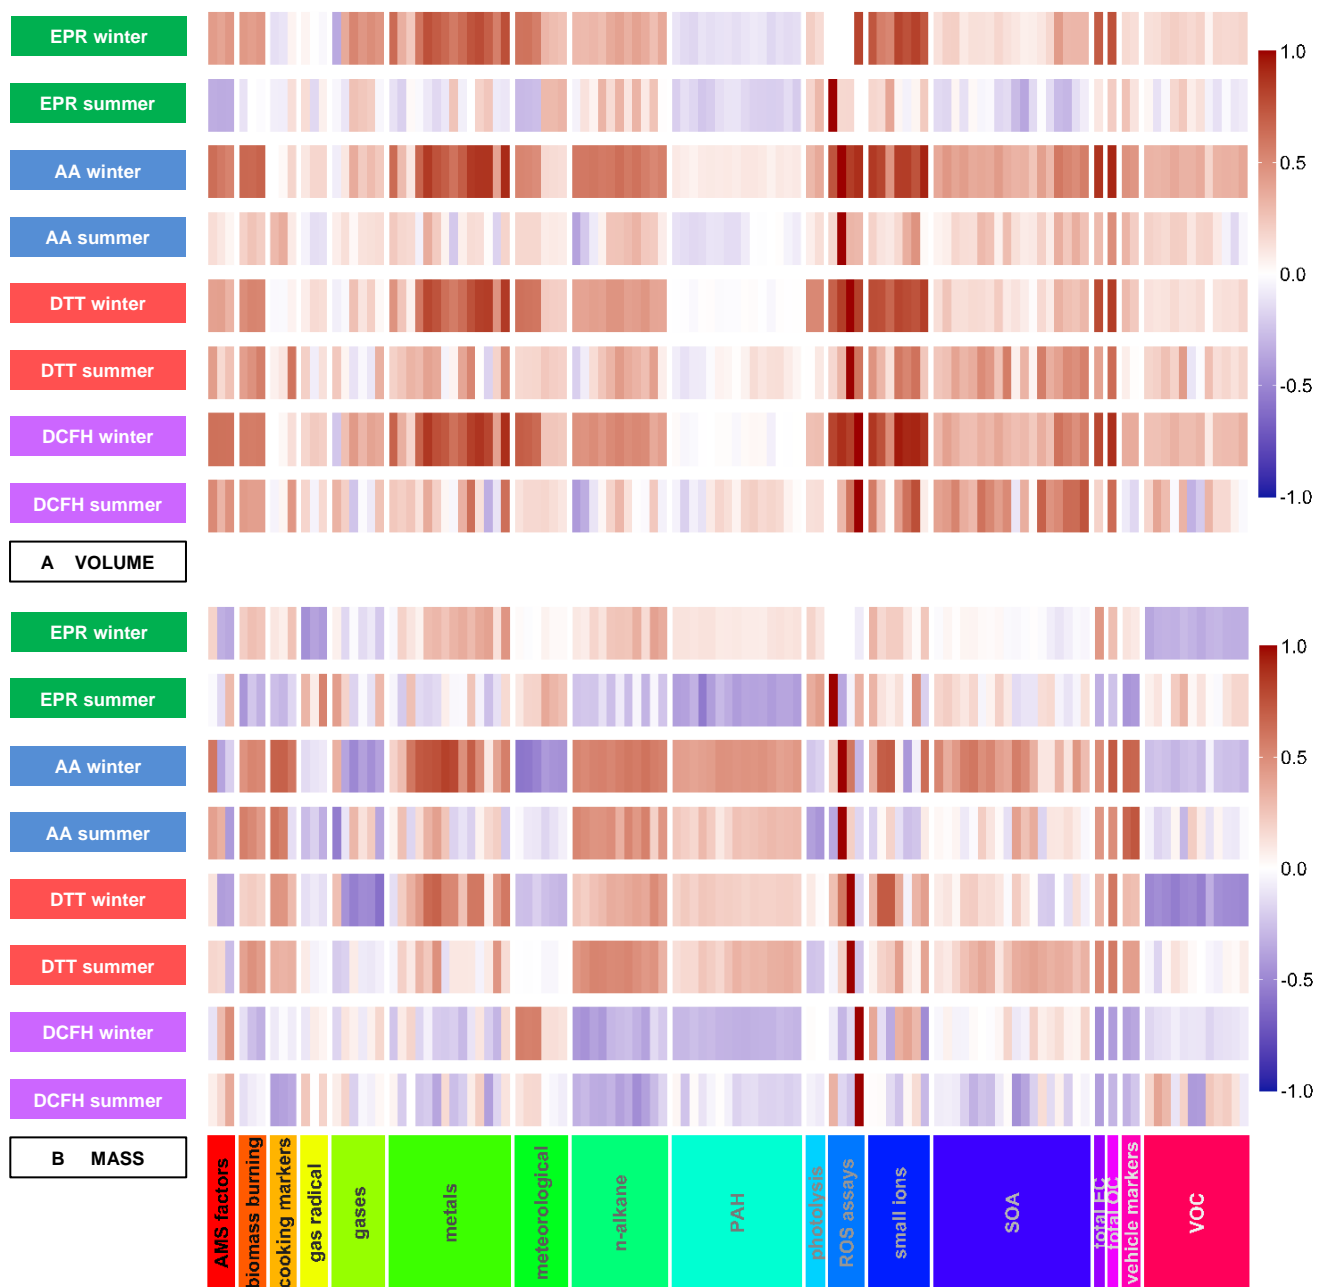 EPR winter
1.0
EPR summer
AA winter
0.5
AA summer
0.0
DTT winter
DTT summer
-0.5
DCFH winter
DCFH summer
-1.0
A VOLUME
EPR winter
1.0
EPR summer
AA winter
0.5
AA summer
0.0
DTT winter
DTT summer
-0.5
DCFH winter
DCFH summer
-1.0
B MASS
AMS factors
biomass burning
cooking markers
gas radical
gases
metals
meteorological
n-alkane
PAH
photolysis
ROS assays
small ions
SOA
total EC
total OC
vehicle markers
VOC